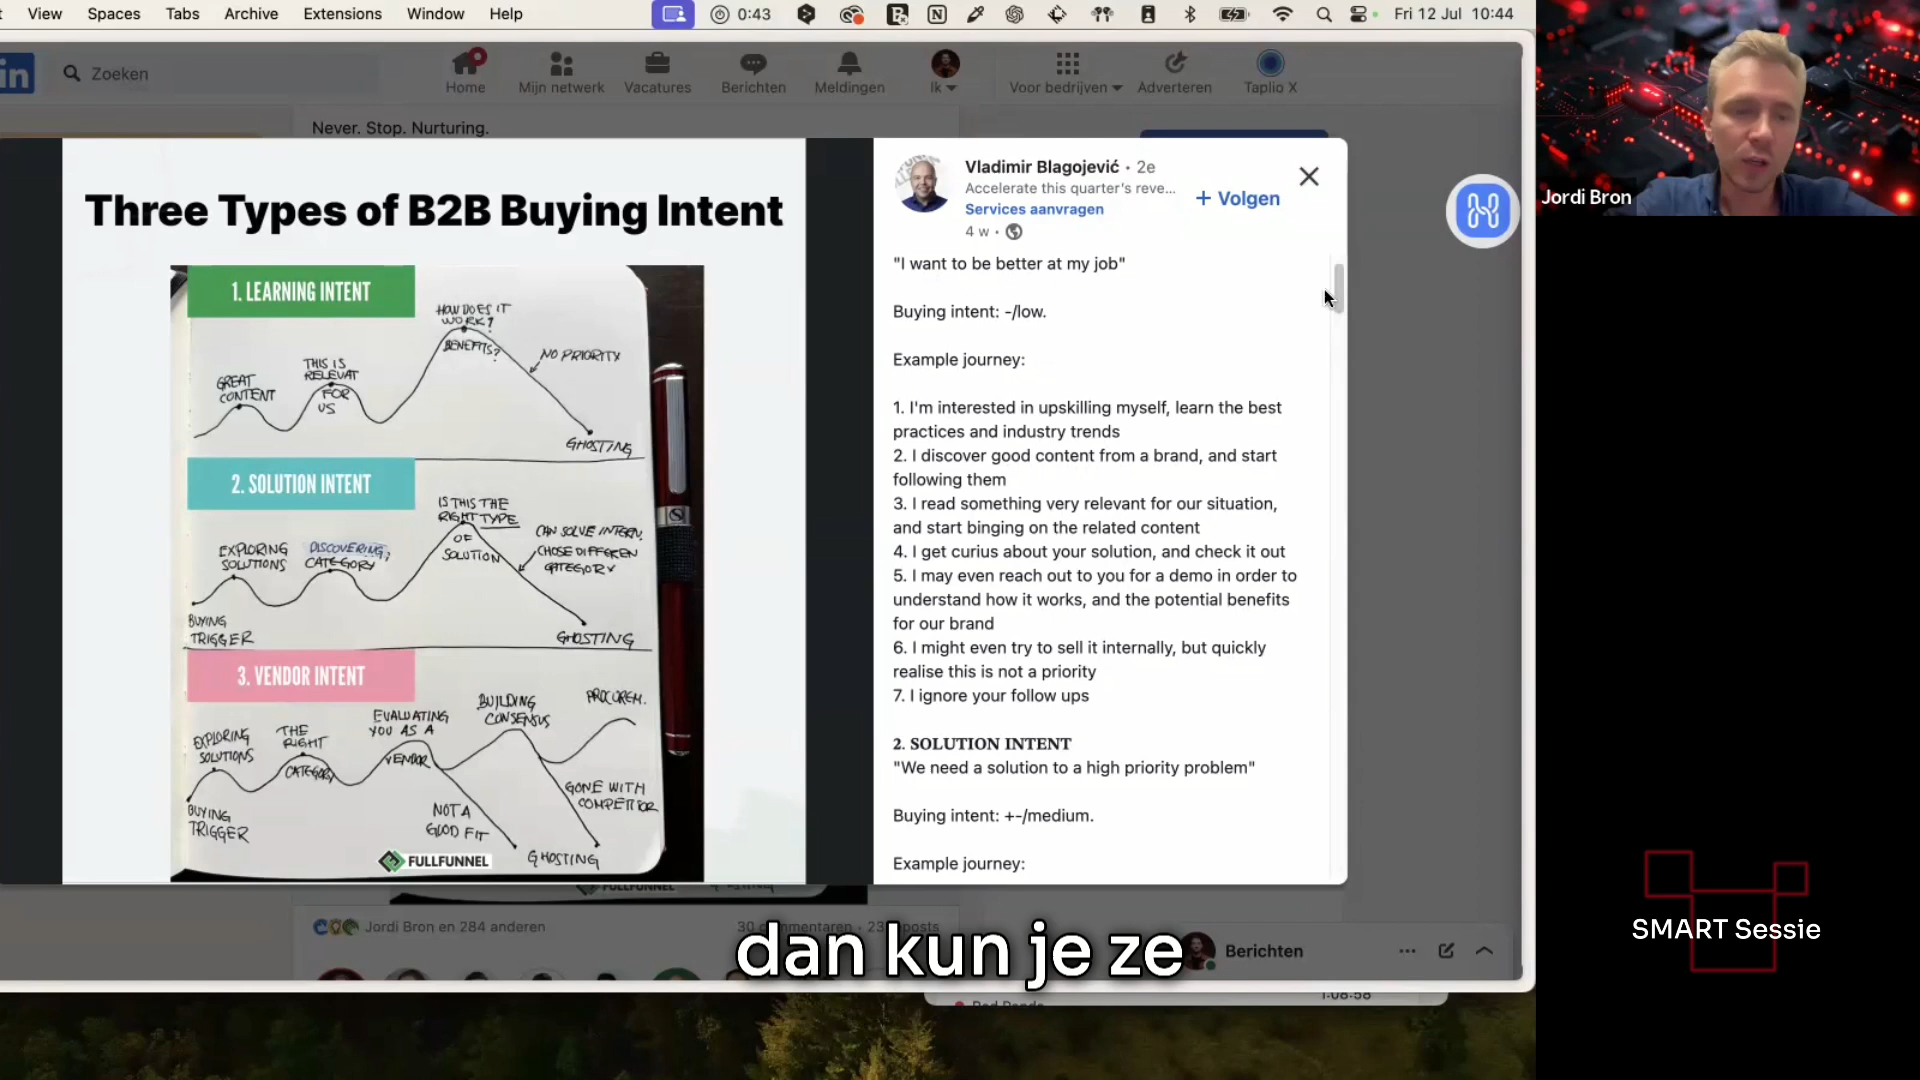 View Spaces Tabs Archive Extensions Window Help 0:43 Fri 12 Jul 10:44
in Zoeken Home Mijn netwerk Vacatures Berichten Meldingen Ik Voor bedrijven Adverteren Taplio X
Never. Stop. Nurturing.
Three Types of B2B Buying Intent
1. LEARNING INTENT
GREAT
CONTENT
THIS IS
RELEVAT
FOR
US
HOW DOES IT
WORK?
BENEFITS?
NO PRIORITY
GHOSTING
2. SOLUTION INTENT
BUYING
TRIGGER
EXPLORING
SOLUTIONS
DISCOVERING
CATEGORY
IS THIS THE
RIGHT TYPE
OF
SOLUTION
CAN SOLVE INTERN.
CHOSE DIFFEREN
CATEGORY
GHOSTING
3. VENDOR INTENT
BUYING
TRIGGER
EXPLORING
SOLUTIONS
THE
RIGHT
CATEGORY
EVALUATING
YOU AS A
VENDOR
NOT A
GOOD FIT
BUILDING
CONSENSUS
PROCUREM.
GONE WITH
COMPETITOR
GHOSTING
FULLFUNNEL
Vladimir Blagojević • 2e
Accelerate this quarter's reve...
Services aanvragen
4 w •
+ Volgen
"I want to be better at my job"
Buying intent: -/low.
Example journey:
1. I'm interested in upskilling myself, learn the best
practices and industry trends
2. I discover good content from a brand, and start
following them
3. I read something very relevant for our situation,
and start binging on the related content
4. I get curius about your solution, and check it out
5. I may even reach out to you for a demo in order to
understand how it works, and the potential benefits
for our brand
6. I might even try to sell it internally, but quickly
realise this is not a priority
7. I ignore your follow ups
2. SOLUTION INTENT
"We need a solution to a high priority problem"
Buying intent: +-/medium.
Example journey:
Jordi Bron en 284 anderen
30 commentaren
Berichten
dan kun je ze
Jordi Bron
SMART Sessie